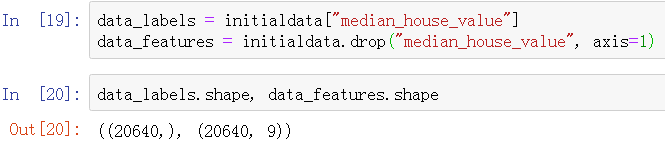 In [19]: data_labels = initialdata["median_house_value"]
data_features = initialdata.drop("median_house_value", axis=1)
In [20]: data_labels.shape, data_features.shape
Out[20]: ((20640,), (20640, 9))